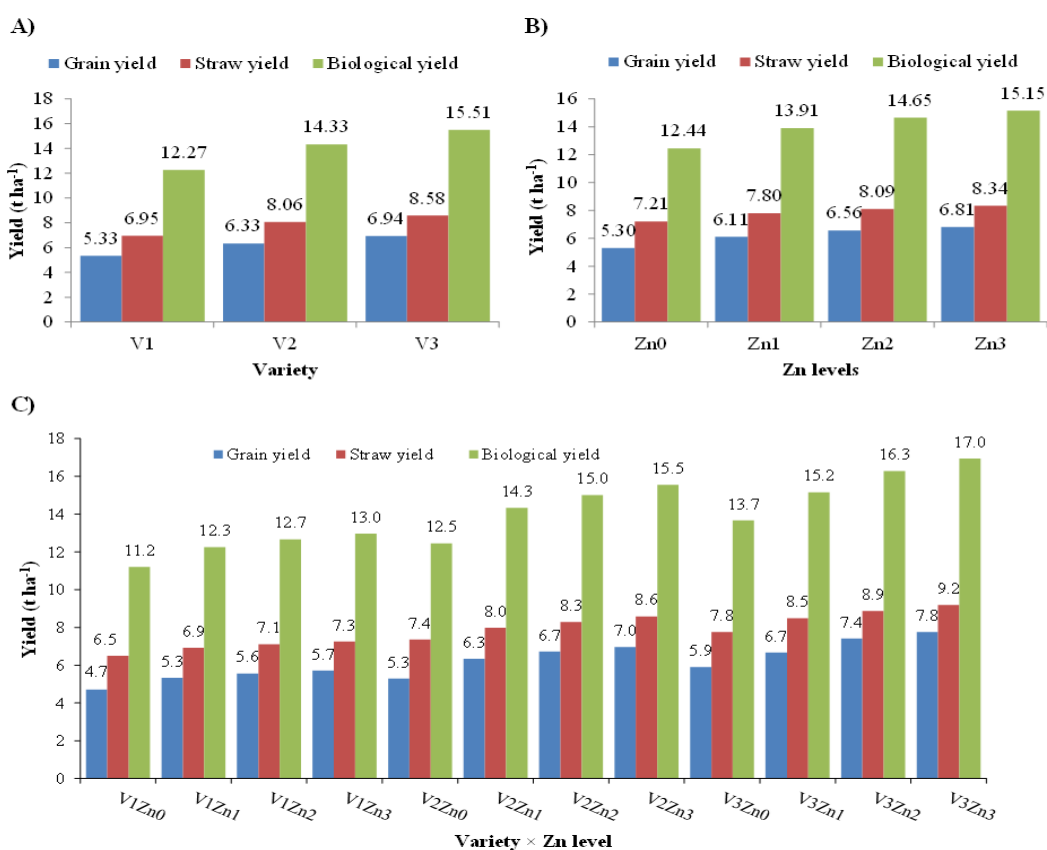 A)
Grain yield Straw yield Biological yield
Yield (t ha-1)
18
16
14
12
10
8
6
4
2
0
5.33 6.95 12.27 6.33 8.06 14.33 6.94 8.58 15.51
V1 V2 V3
Variety
B)
Grain yield Straw yield Biological yield
Yield (t ha-1)
16
14
12
10
8
6
4
2
0
5.30 7.21 12.44 6.11 7.80 13.91 6.56 8.09 14.65 6.81 8.34 15.15
Zn0 Zn1 Zn2 Zn3
Zn levels
C)
Grain yield Straw yield Biological yield
Yield (t ha-1)
18
16
14
12
10
8
6
4
2
0
4.7 6.5 11.2 5.3 6.9 12.3 5.6 7.1 12.7 5.7 7.3 13.0 5.3 7.4 12.5 6.3 8.0 14.3 6.7 8.3 15.0 7.0 8.6 15.5 5.9 7.8 13.7 6.7 8.5 15.2 7.4 8.9 16.3 7.8 9.2 17.0
V1Zn0 V1Zn1 V1Zn2 V1Zn3 V2Zn0 V2Zn1 V2Zn2 V2Zn3 V3Zn0 V3Zn1 V3Zn2 V3Zn3
Variety × Zn level